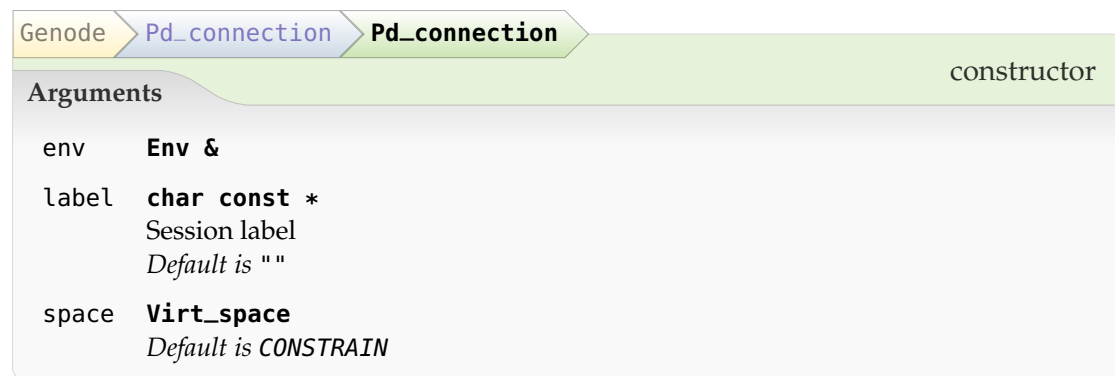 Genode Pd_connection Pd_connection
constructor
Arguments
env Env &
label char const *
Session label
Default is ""
space Virt_space
Default is CONSTRAIN